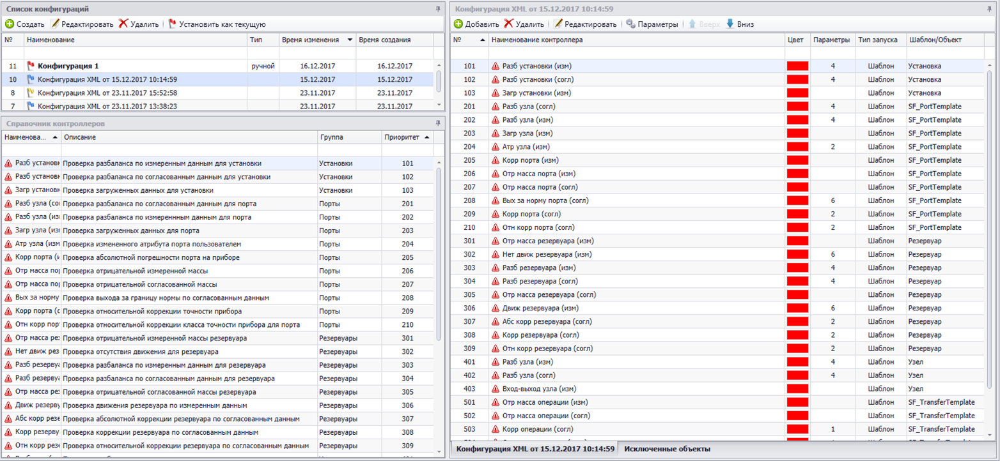 Список конфигураций
Создать Редактировать Удалить Установить как текущую
№ Наименование Тип Время изменения Время создания
11 Конфигурация 1 ручной 16.12.2017 16.12.2017
10 Конфигурация XML от 15.12.2017 10:14:59 15.12.2017 15.12.2017
8 Конфигурация XML от 23.11.2017 15:52:58 23.11.2017 23.11.2017
7 Конфигурация XML от 23.11.2017 13:38:23 23.11.2017 23.11.2017
Справочник контроллеров
Наименова... Описание Группа Приоритет
Разб установк Проверка разбаланса по измеренным данным для установки Установки 101
Разб установк Проверка разбаланса по согласованным данным для установки Установки 102
Загр установк Проверка загруженных данных для установки Установки 103
Разб узла (со Проверка разбаланса по согласованным данным для порта Порты 201
Разб узла (из Проверка разбаланса по измереннным данным для порта Порты 202
Загр узла (из Проверка загруженных данных для порта Порты 203
Атр узла (изм Проверка измененного атрибута порта пользователем Порты 204
Корр порта (и Проверка абсолютной погрешности порта на приборе Порты 205
Отр масса пор Проверка отрицательной измеренной массы Порты 206
Отр масса пор Проверка отрицательной согласованной массы Порты 207
Вых за норму Проверка выхода за границу нормы по согласованным данным Порты 208
Корр порта (с Проверка относительной коррекции точности прибора Порты 209
Отн корр порт Проверка относительной коррекции класса точности прибора для порта Порты 210
Отр масса рез Проверка отрицательной измеренной массы резервуара Резервуары 301
Нет движ рез Проверка отсутствия движения для резервуара Резервуары 302
Разб резервуа Проверка разбаланса по измеренным данным для резервуара Резервуары 303
Разб резервуа Проверка разбаланса по согласованным данным для резервуара Резервуары 304
Отр масса рез Проверка отрицательной согласованной массы резервуара Резервуары 305
Движ резерву Проверка движения резервуара по измеренным данным Резервуары 306
Абс корр резе Проверка абсолютной коррекции резервуара по согласованным данным Резервуары 307
Корр резерву Проверка коррекции резервуара по согласованным данным Резервуары 308
Отн корр резе Проверка относительной коррекции резервуара по согласованным данным Резервуары 309
Конфигурация XML от 15.12.2017 10:14:59
Добавить Удалить Редактировать Параметры Вверх Вниз
№ Наименование контроллера Цвет Параметры Тип запуска Шаблон/Объект
101 Разб установки (изм) 4 Шаблон Установка
102 Разб установки (согл) 4 Шаблон Установка
103 Загр установки (изм) Шаблон Установка
201 Разб узла (согл) 4 Шаблон SF_PortTemplate
202 Разб узла (изм) 4 Шаблон SF_PortTemplate
203 Загр узла (изм) Шаблон SF_PortTemplate
204 Атр узла (изм) 2 Шаблон SF_PortTemplate
205 Корр порта (изм) Шаблон SF_PortTemplate
206 Отр масса порта (изм) Шаблон SF_PortTemplate
207 Отр масса порта (согл) Шаблон SF_PortTemplate
208 Вых за норму порта (согл) 6 Шаблон SF_PortTemplate
209 Корр порта (согл) 2 Шаблон SF_PortTemplate
210 Отн корр порта (согл) 2 Шаблон SF_PortTemplate
301 Отр масса резервуара (изм) Шаблон Резервуар
302 Нет движ резервуара (изм) 6 Шаблон Резервуар
303 Разб резервуара (изм) 4 Шаблон Резервуар
304 Разб резервуара (согл) 4 Шаблон Резервуар
305 Отр масса резервуара (согл) Шаблон Резервуар
306 Движ резервуара (изм) 6 Шаблон Резервуар
307 Абс корр резервуара (согл) 2 Шаблон Резервуар
308 Корр резервуара (согл) 2 Шаблон Резервуар
309 Отн корр резервуара (согл) 2 Шаблон Резервуар
401 Разб узла (изм) 4 Шаблон Узел
402 Разб узла (согл) 4 Шаблон Узел
403 Вход-выход узла (изм) Шаблон Узел
501 Отр масса операции (изм) Шаблон SF_TransferTemplate
502 Отр масса операции (согл) Шаблон SF_TransferTemplate
503 Корр операции (согл) 1 Шаблон SF_TransferTemplate
Конфигурация XML от 15.12.2017 10:14:59 Исключенные объекты